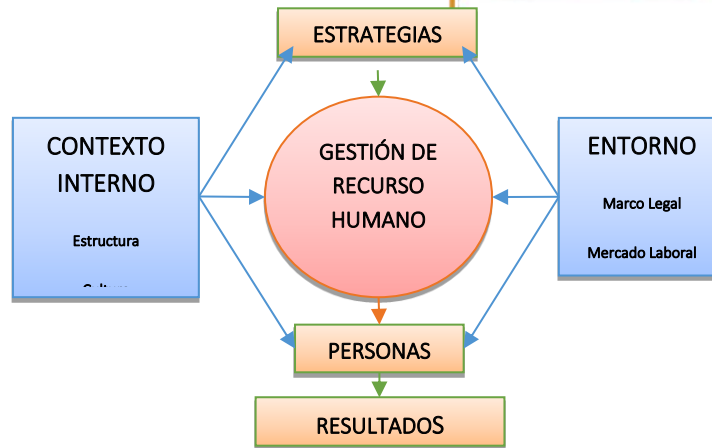 ESTRATEGIAS
CONTEXTO
INTERNO
Estructura
GESTIÓN DE
RECURSO
HUMANO
ENTORNO
Marco Legal
Mercado Laboral
PERSONAS
RESULTADOS